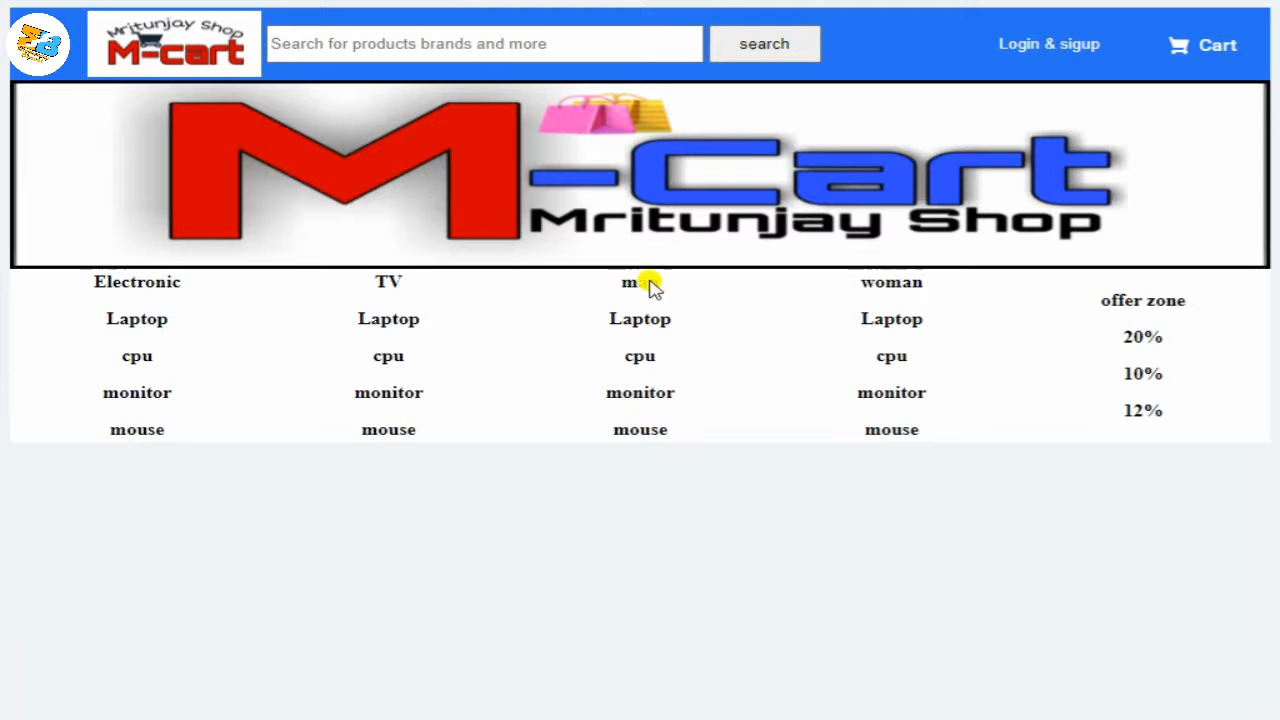 Mritunjay Shop
M-cart
Search for products brands and more
search
Login & sigup
Cart
M-Cart
Mritunjay Shop
Electronic TV woman
offer zone
Laptop Laptop Laptop Laptop
20%
cpu cpu cpu cpu
10%
monitor monitor monitor monitor
12%
mouse mouse mouse mouse